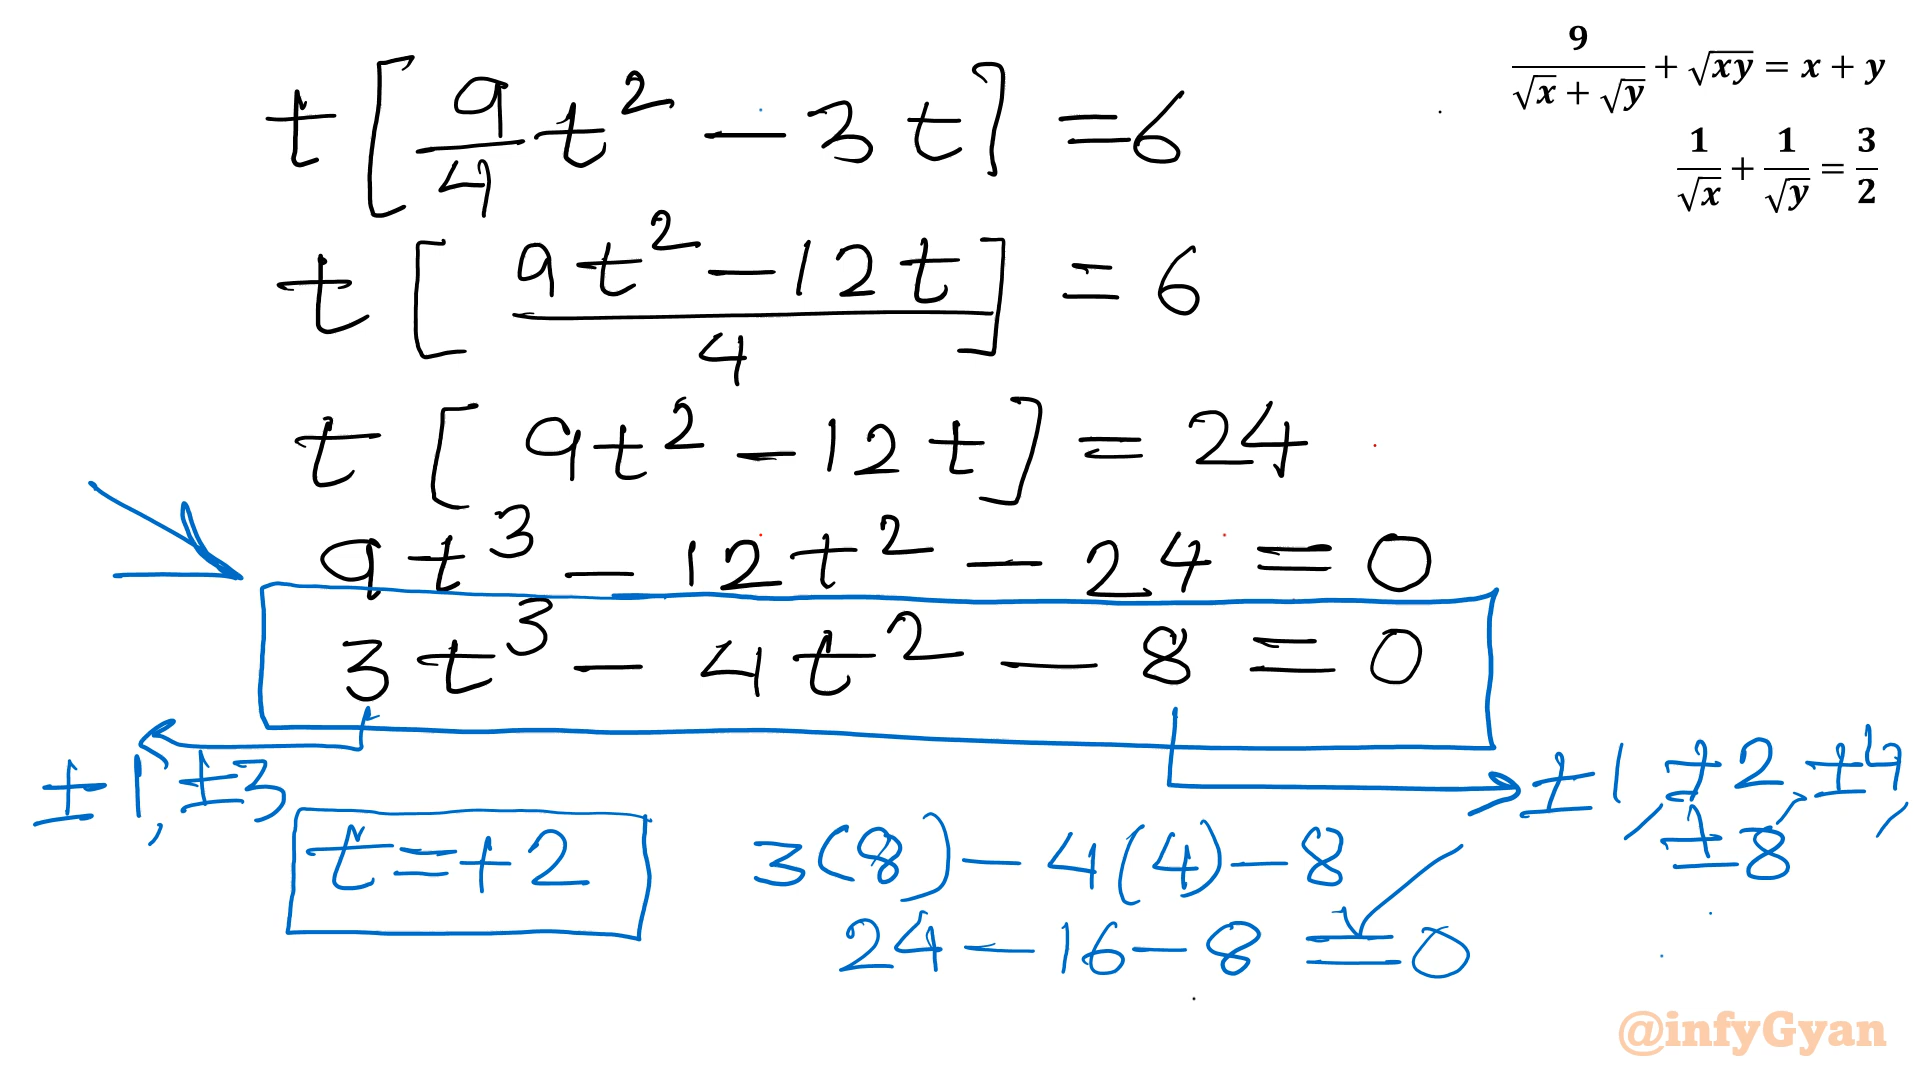 t[9/4 t² − 3t] = 6
t[(9t² − 12t)/4] = 6
t[9t² − 12t] = 24
9t³ − 12t² − 24 = 0
3t³ − 4t² − 8 = 0
±1, ±3
±1, ±2, ±4,
±8
t = +2
3(8) − 4(4) − 8
24 − 16 − 8 = 0
9/(√x + √y) + √xy = x + y
1/√x + 1/√y = 3/2
@infyGyan